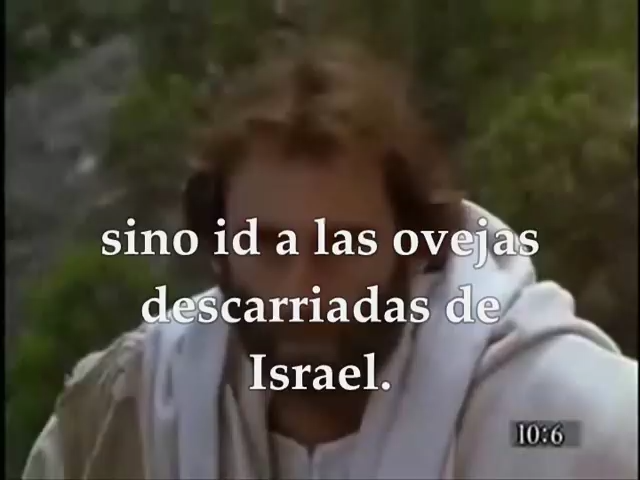 sino id a las ovejas
descarriadas de
Israel.
10:6